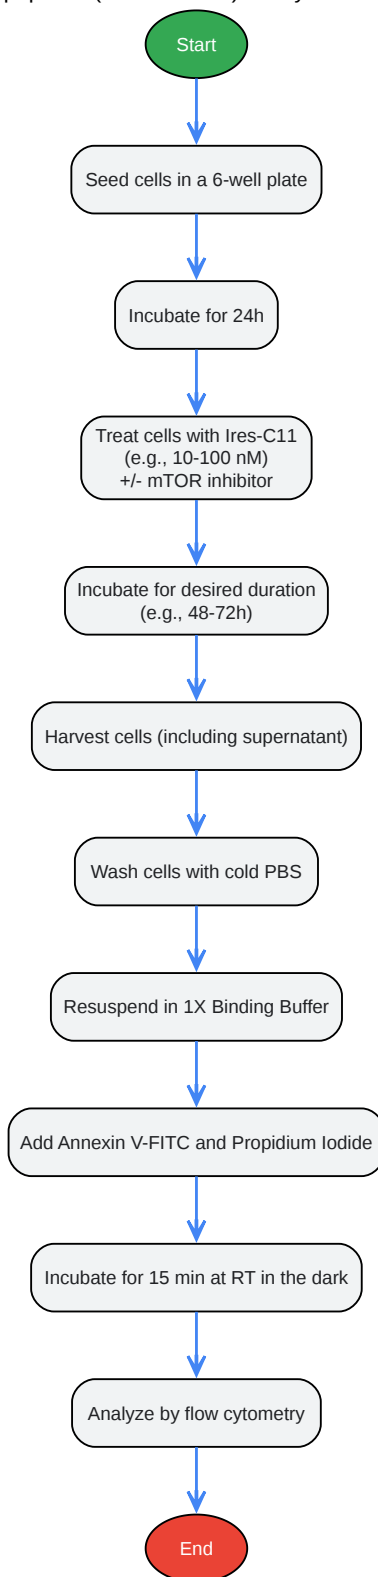 Start
Seed cells in a 6-well plate
Incubate for 24h
Treat cells with Ires-C11
(e.g., 10-100 nM)
+/- mTOR inhibitor
Incubate for desired duration
(e.g., 48-72h)
Harvest cells (including supernatant)
Wash cells with cold PBS
Resuspend in 1X Binding Buffer
Add Annexin V-FITC and Propidium Iodide
Incubate for 15 min at RT in the dark
Analyze by flow cytometry
End